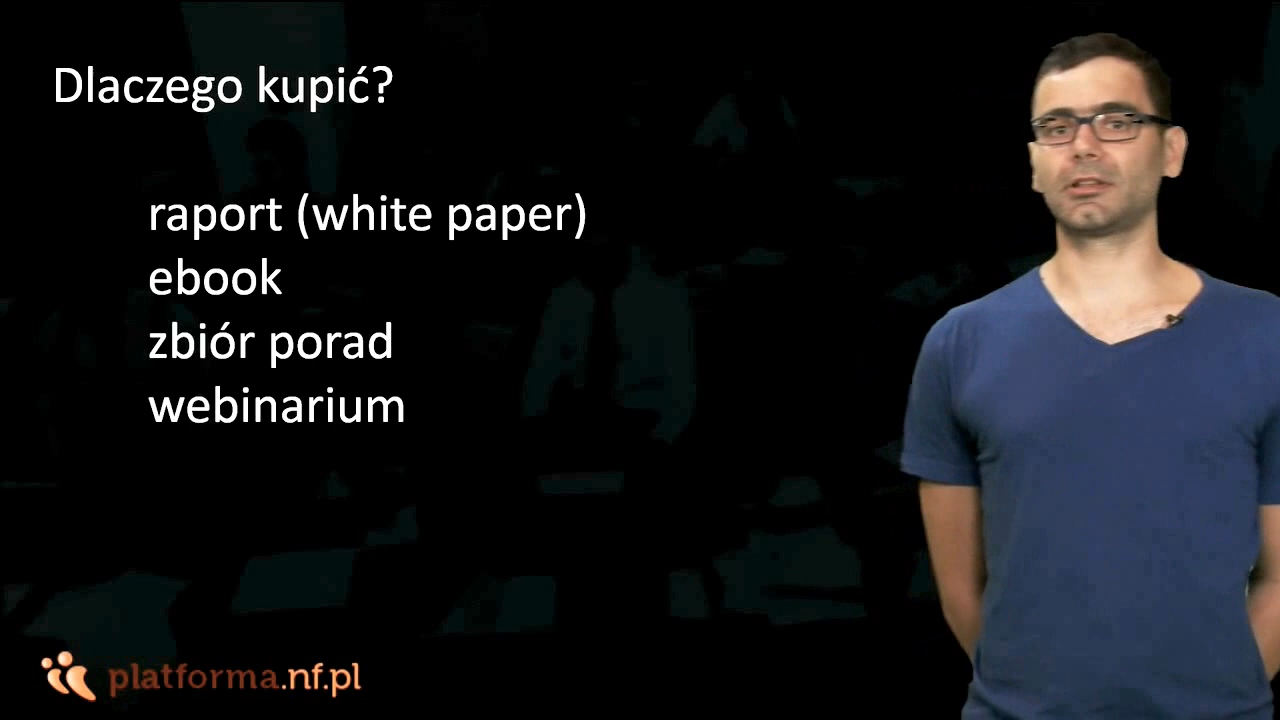 Dlaczego kupić?
raport (white paper)
ebook
zbiór porad
webinarium
platforma.nf.pl